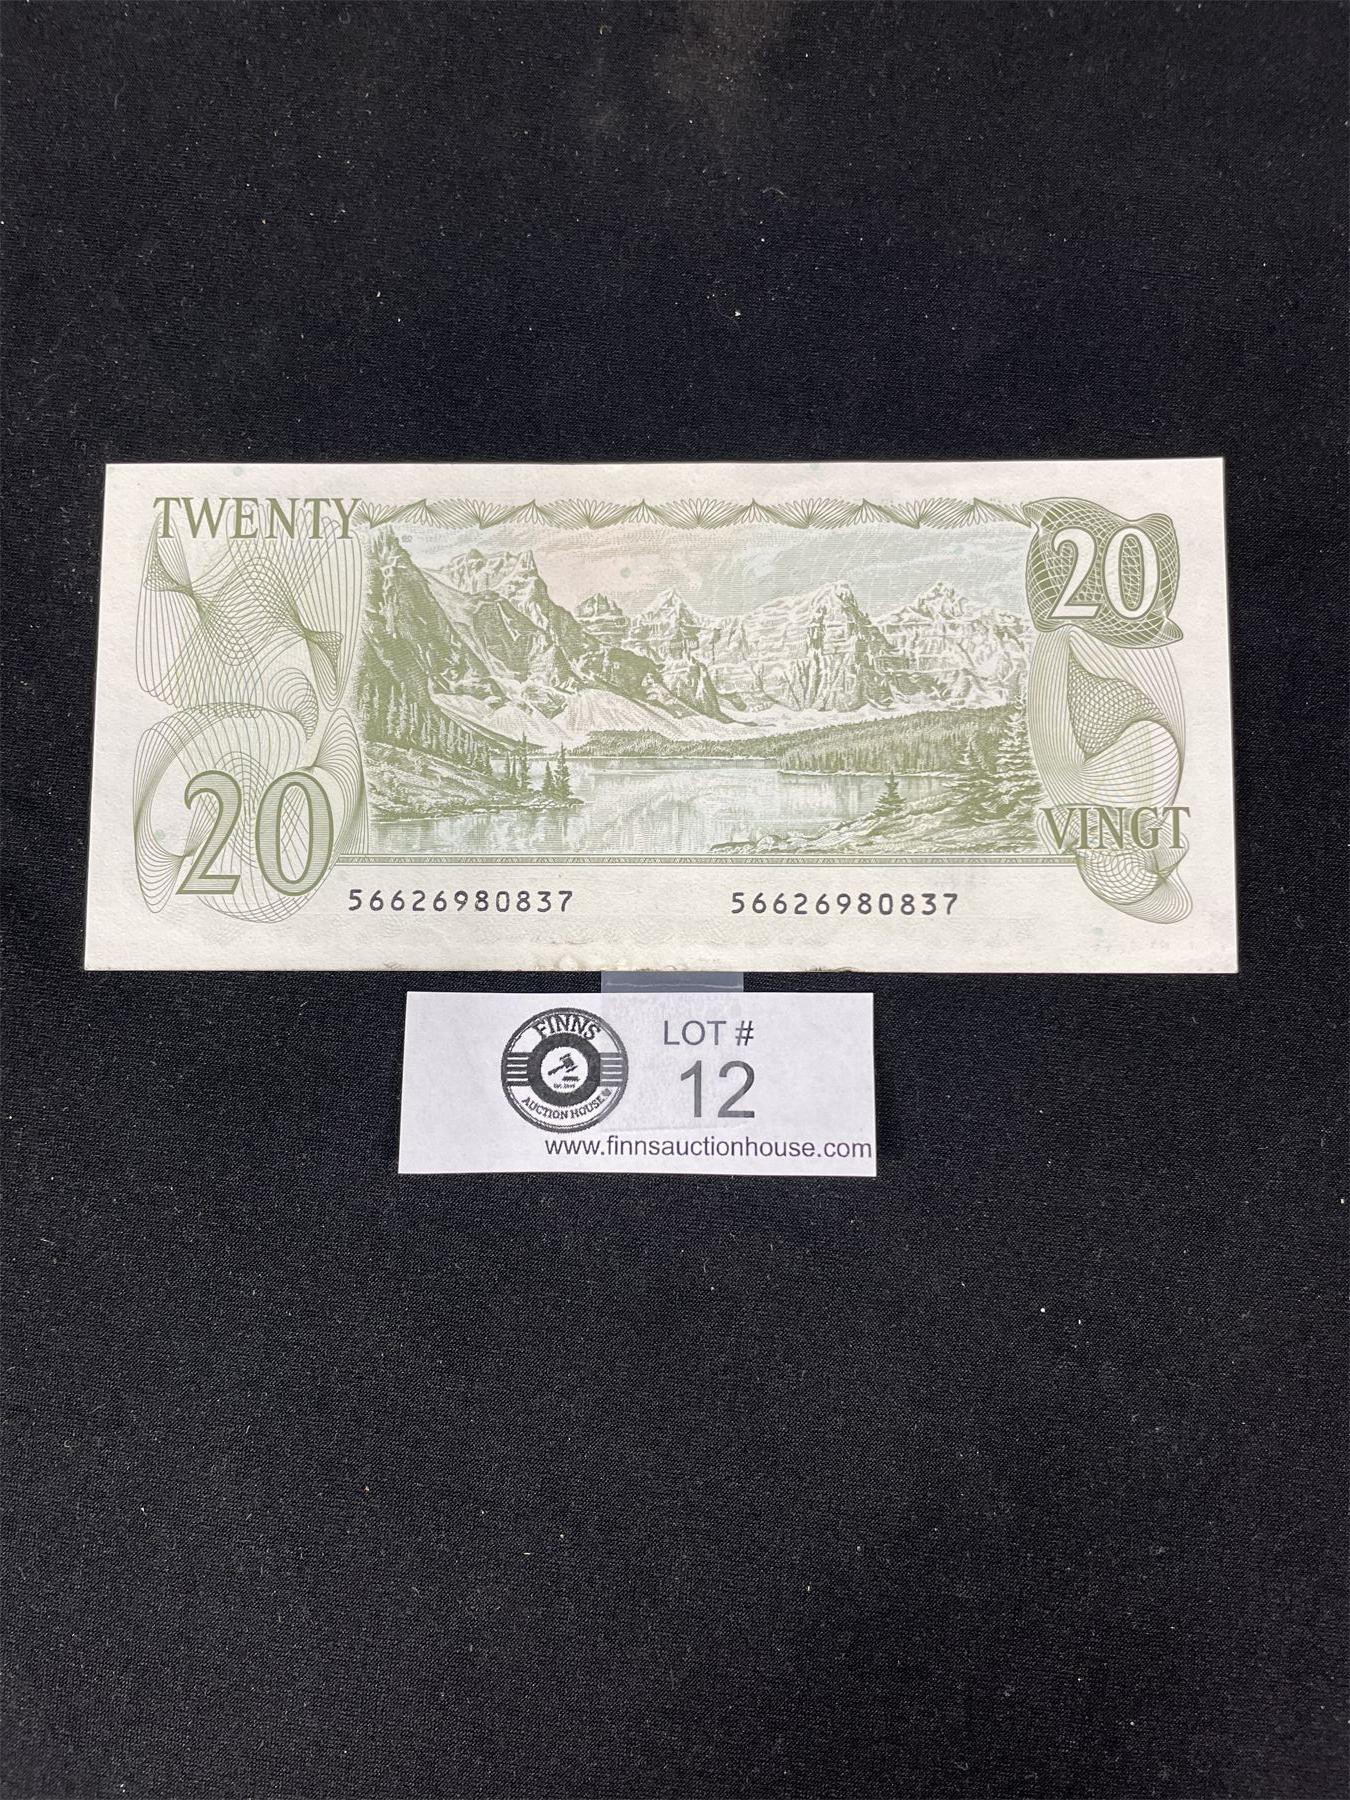 TWENTY
20
20
VINGT
56626980837 56626980837
FINNS
AUCTION HOUSE
LOT #
12
www.finnsauctionhouse.com